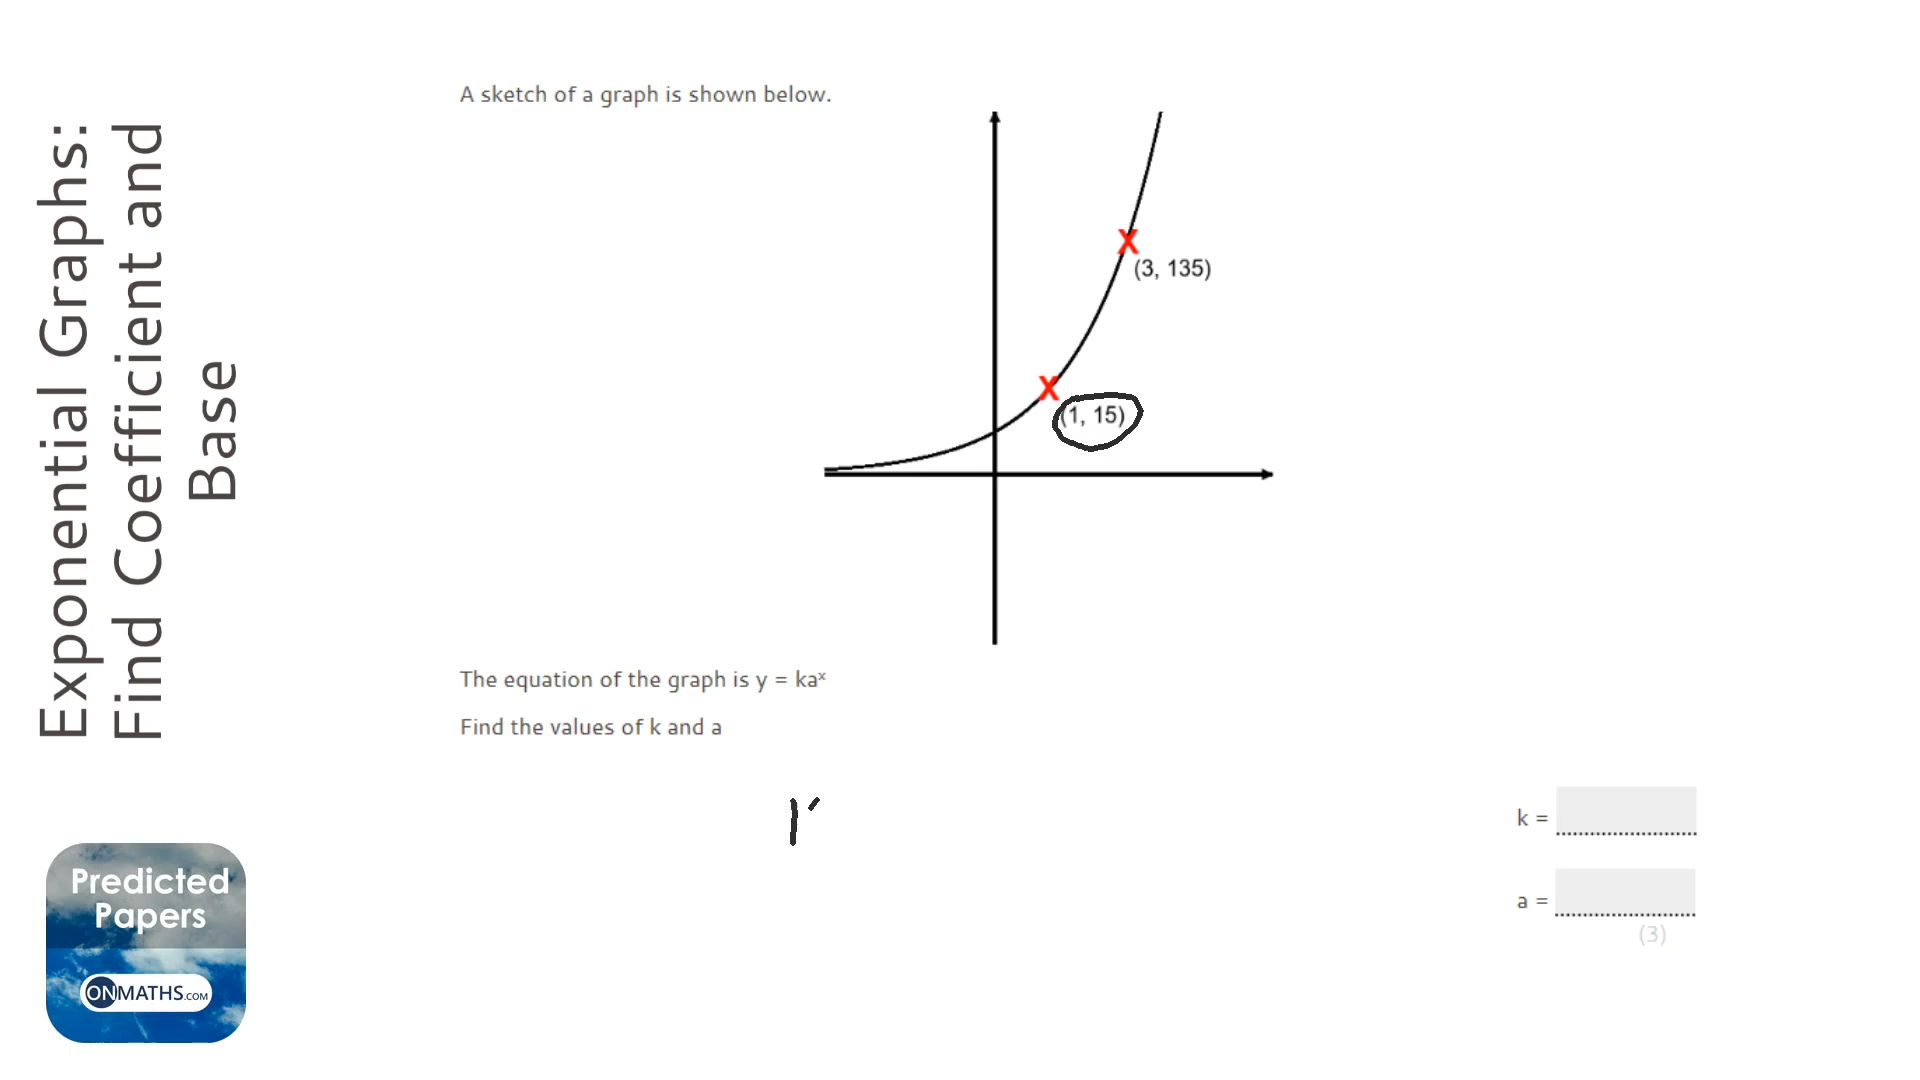 Exponential Graphs:
Find Coefficient and
Base
A sketch of a graph is shown below.
(3, 135)
(1, 15)
The equation of the graph is y = kaˣ
Find the values of k and a
k =
a =
(3)
Predicted
Papers
ONMATHS.COM